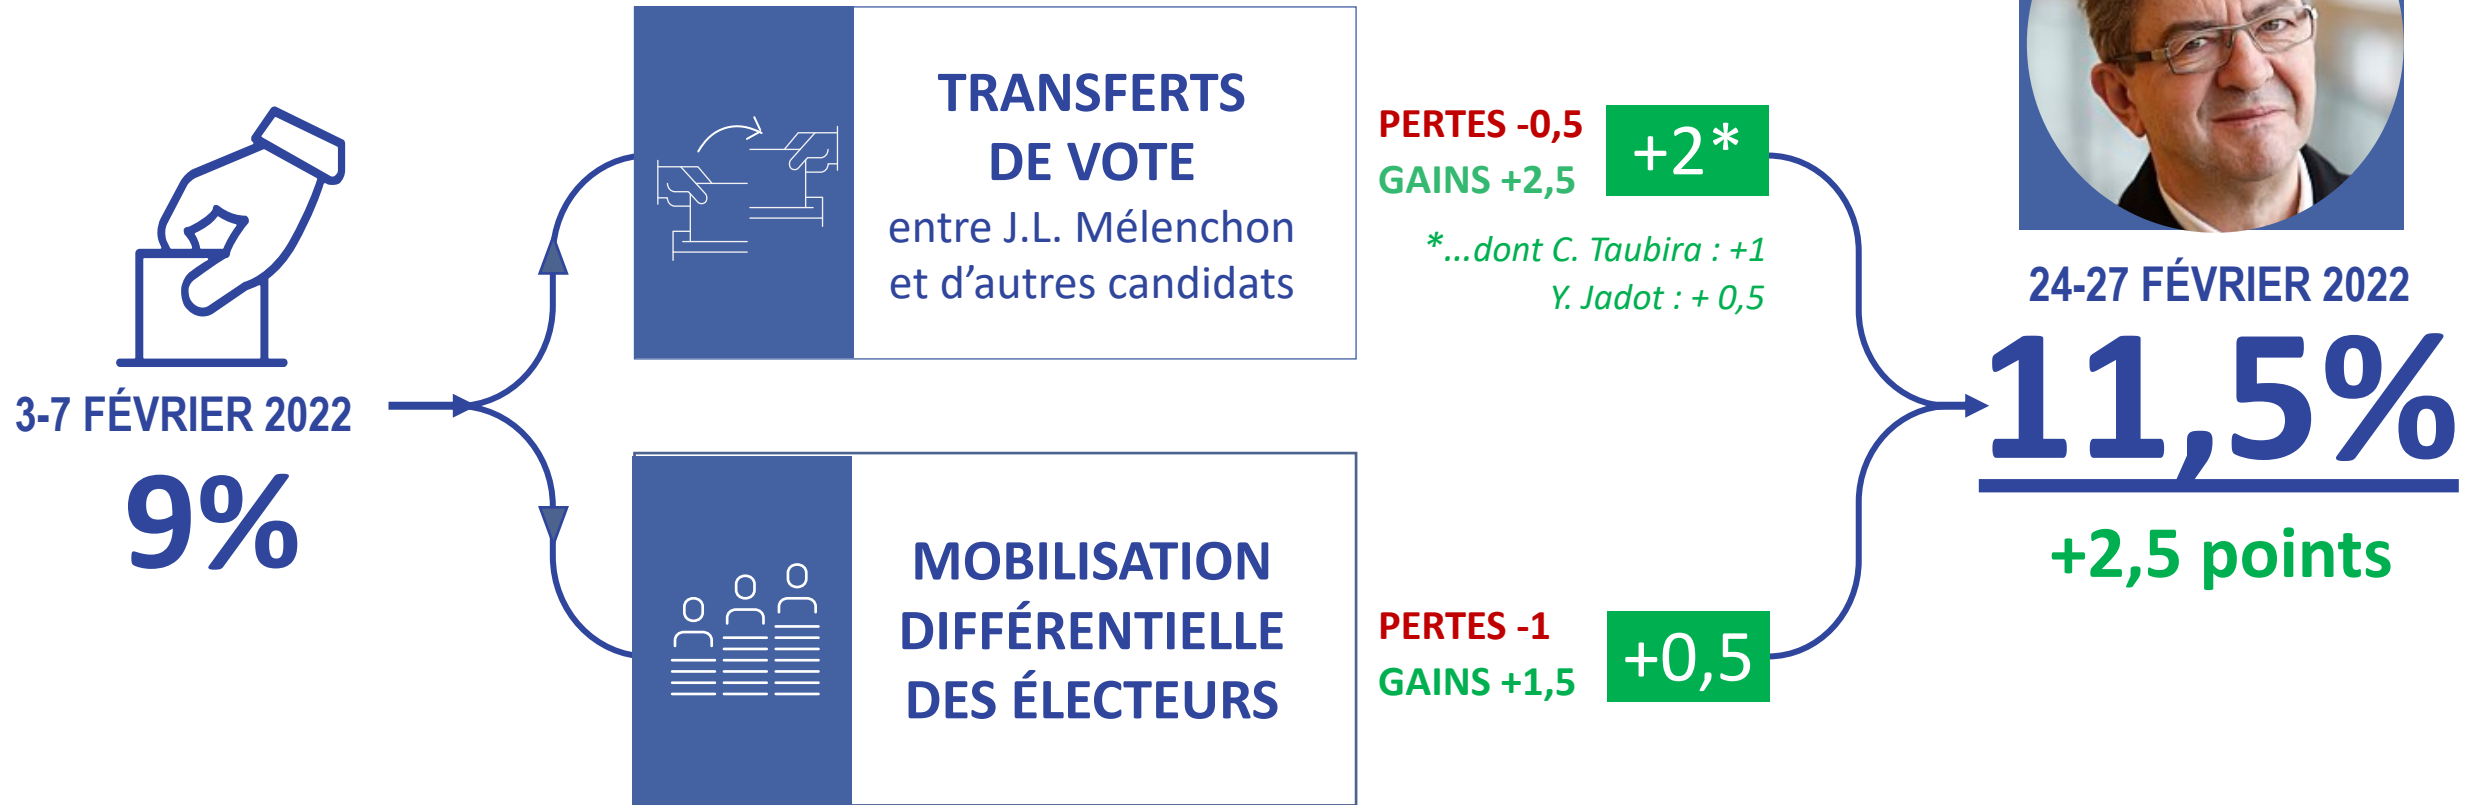 3-7 FÉVRIER 2022
9%
TRANSFERTS
DE VOTE
entre J.L. Mélenchon
et d’autres candidats
PERTES -0,5
GAINS +2,5
+2*
*...dont C. Taubira : +1
Y. Jadot : + 0,5
MOBILISATION
DIFFÉRENTIELLE
DES ÉLECTEURS
PERTES -1
GAINS +1,5
+0,5
24-27 FÉVRIER 2022
11,5%
+2,5 points